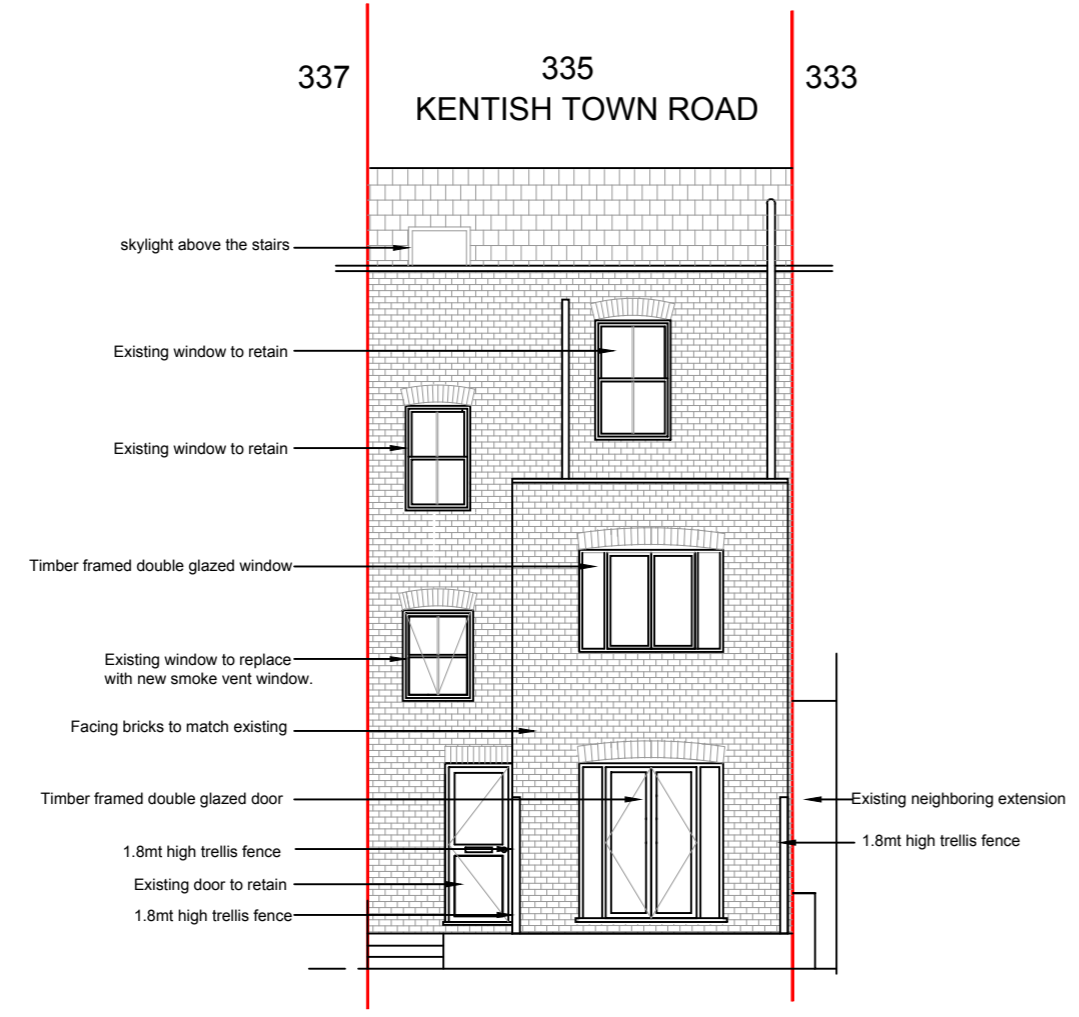 337
335
333
KENTISH TOWN ROAD
skylight above the stairs
Existing window to retain
Existing window to retain
Timber framed double glazed window
Existing window to replace
with new smoke vent window.
Facing bricks to match existing
Timber framed double glazed door
Existing neighboring extension
1.8mt high trellis fence
1.8mt high trellis fence
Existing door to retain
1.8mt high trellis fence